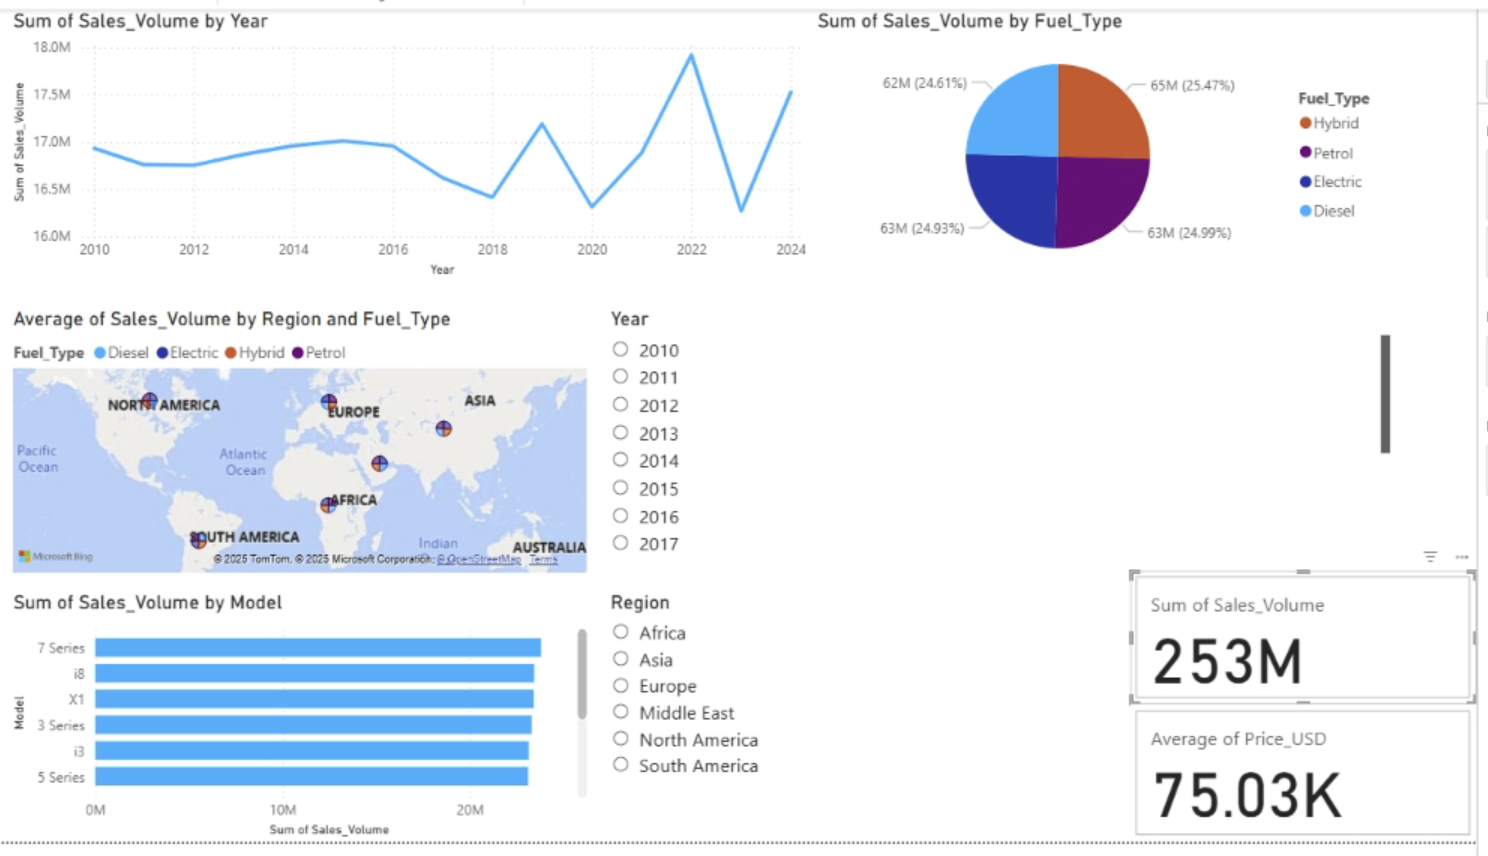 Sum of Sales_Volume by Year
Sum of Sales_Volume
18.0M
17.5M
17.0M
16.5M
16.0M
2010 2012 2014 2016 2018 2020 2022 2024
Year
Sum of Sales_Volume by Fuel_Type
62M (24.61%)
65M (25.47%)
63M (24.93%)
63M (24.99%)
Fuel_Type
Hybrid
Petrol
Electric
Diesel
Average of Sales_Volume by Region and Fuel_Type
Fuel_Type Diesel Electric Hybrid Petrol
NORTH AMERICA
EUROPE
ASIA
Pacific
Ocean
Atlantic
Ocean
AFRICA
SOUTH AMERICA
Indian
AUSTRALIA
Microsoft Bing
© 2025 TomTom, © 2025 Microsoft Corporation, © OpenStreetMap Terms
Year
2010
2011
2012
2013
2014
2015
2016
2017
Sum of Sales_Volume by Model
Model
7 Series
i8
X1
3 Series
i3
5 Series
0M 10M 20M
Sum of Sales_Volume
Region
Africa
Asia
Europe
Middle East
North America
South America
Sum of Sales_Volume
253M
Average of Price_USD
75.03K